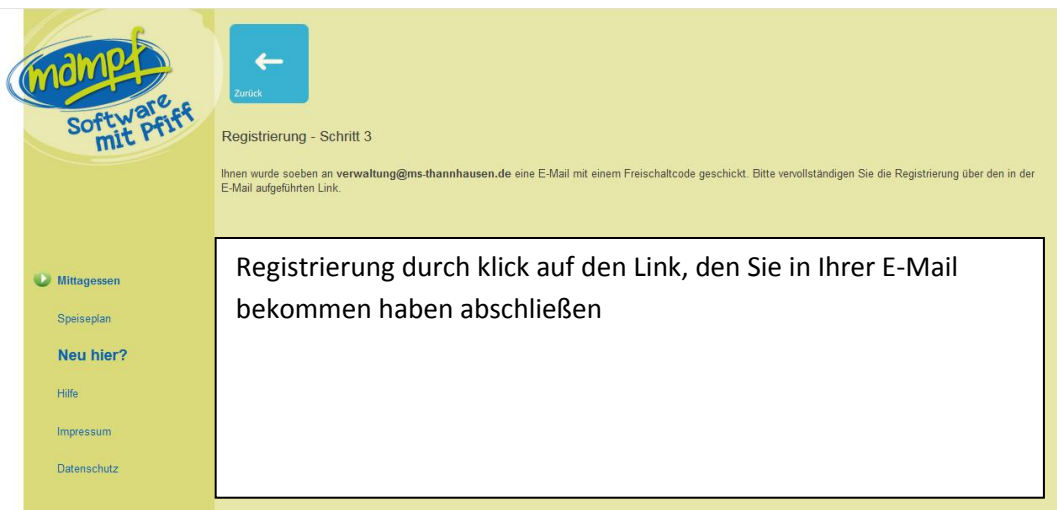 mampf
Software
mit Pfiff
Zurück
Registrierung - Schritt 3
Ihnen wurde soeben an verwaltung@ms-thannhausen.de eine E-Mail mit einem Freischaltcode geschickt. Bitte vervollständigen Sie die Registrierung über den in der
E-Mail aufgeführten Link.
Registrierung durch klick auf den Link, den Sie in Ihrer E-Mail
bekommen haben abschließen
Mittagessen
Speiseplan
Neu hier?
Hilfe
Impressum
Datenschutz